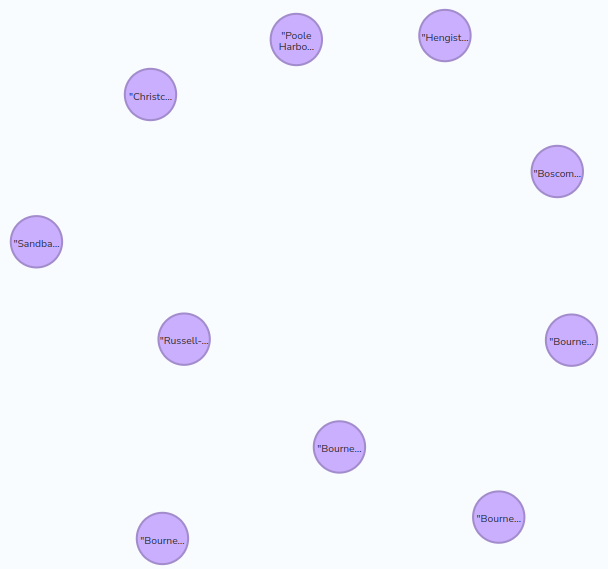 "Poole
Harbo...
"Hengist...
"Christc...
"Boscom...
"Sandba...
"Russell-...
"Bourne...
"Bourne...
"Bourne...
"Bourne...